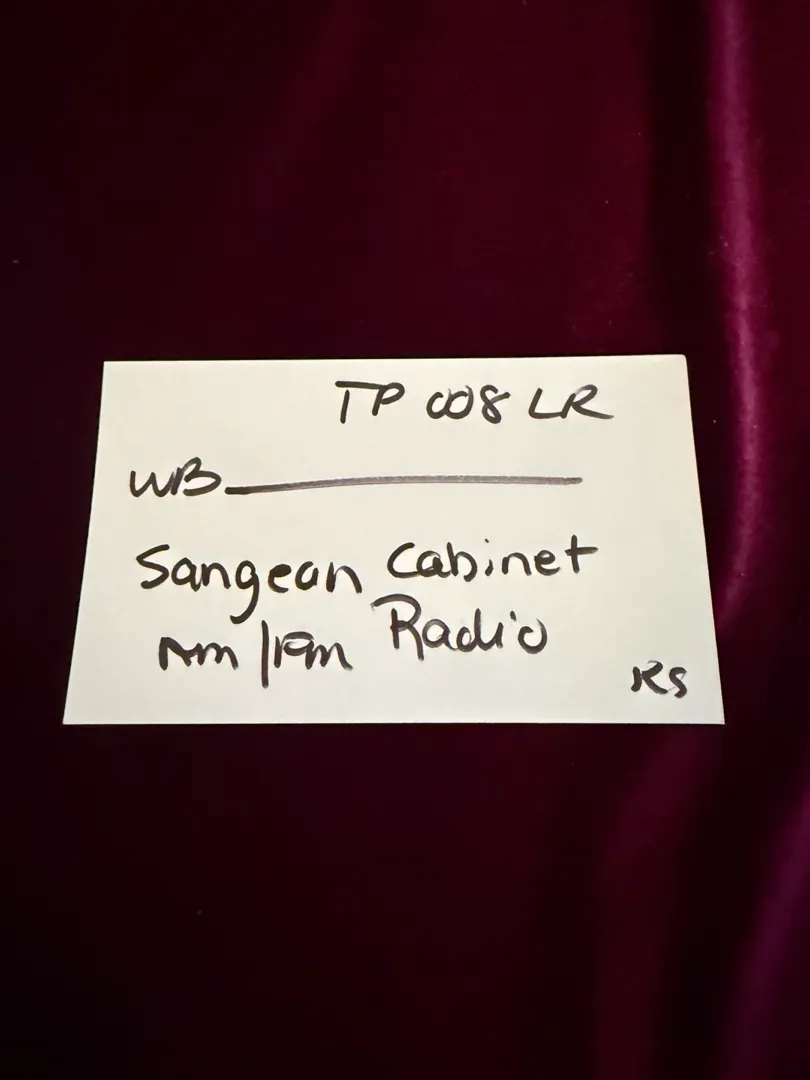 TP 008 LR
WB
Sangean Cabinet
Am/Fm Radio
RS